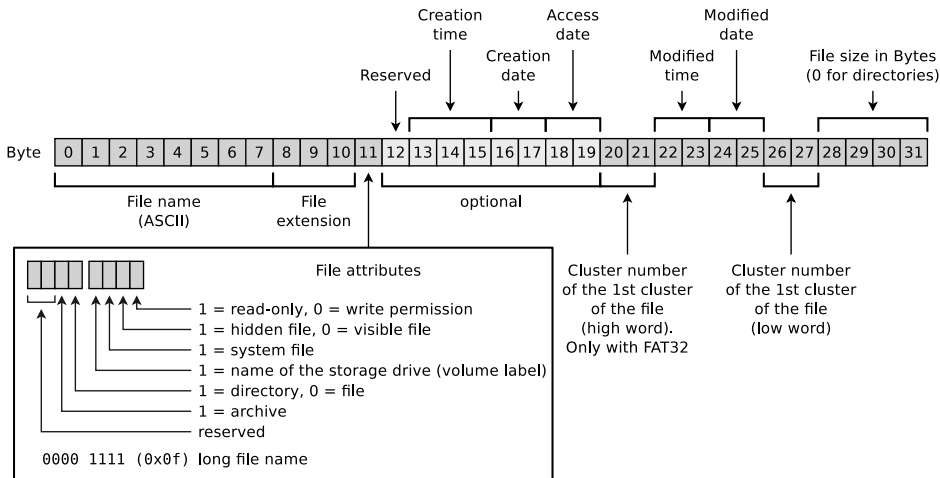 Creation
time
Access
date
Modified
date
Reserved
Creation
date
Modified
time
File size in Bytes
(0 for directories)
Byte 0 1 2 3 4 5 6 7 8 9 10 11 12 13 14 15 16 17 18 19 20 21 22 23 24 25 26 27 28 29 30 31
File name
(ASCII)
File
extension
optional
Cluster number
of the 1st cluster
of the file
(high word).
Only with FAT32
Cluster number
of the 1st cluster
of the file
(low word)
File attributes
1 = read-only, 0 = write permission
1 = hidden file, 0 = visible file
1 = system file
1 = name of the storage drive (volume label)
1 = directory, 0 = file
1 = archive
reserved
0000 1111 (0x0f) long file name